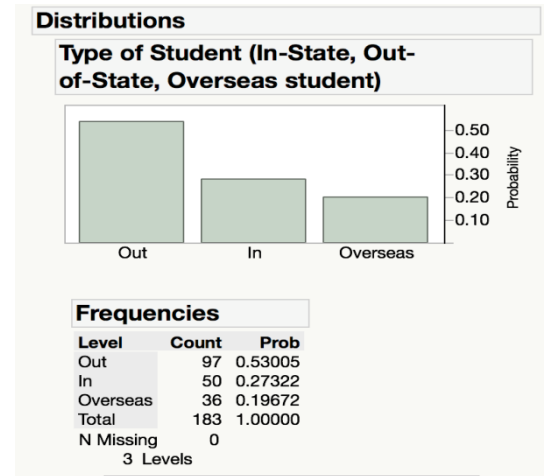 Distributions
Type of Student (In-State, Out-
of-State, Overseas student)
0.50
0.40
0.30
0.20
0.10
Probability
Out In Overseas
Frequencies
Level Count Prob
Out 97 0.53005
In 50 0.27322
Overseas 36 0.19672
Total 183 1.00000
N Missing 0
3 Levels